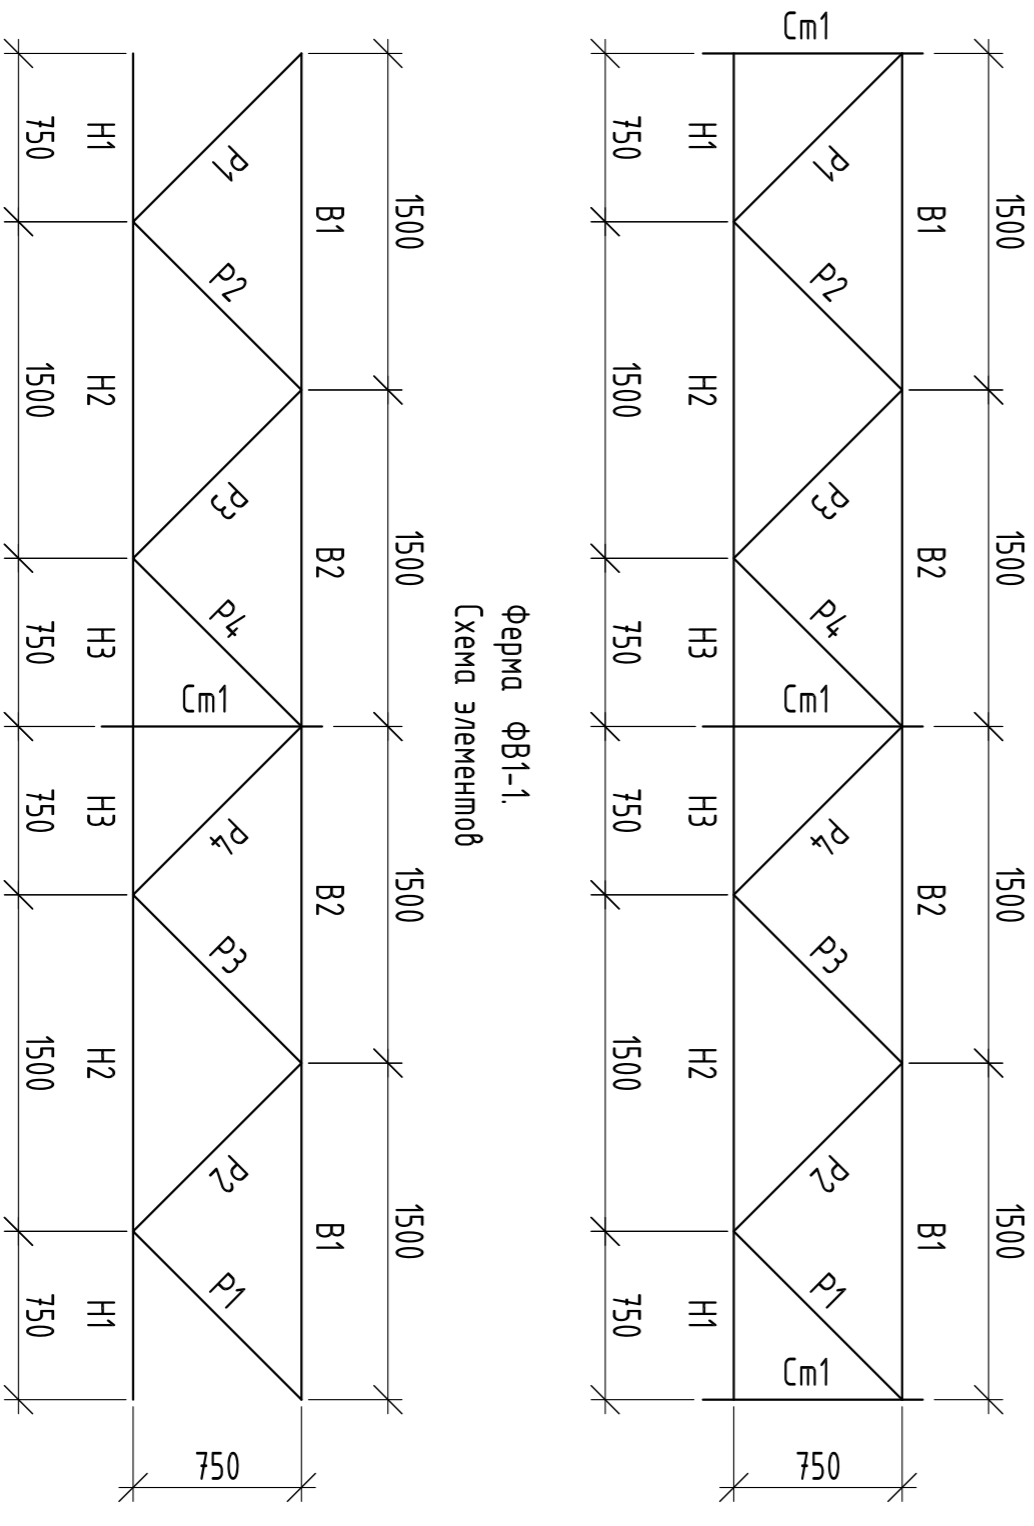 1500 1500 1500 1500
В1 В2 В2 В1
Р1 Р2 Р3 Р4 Р4 Р3 Р2 Р1
Ст1 Ст1 Ст1
750
Н1 Н2 Н3 Н3 Н2 Н1
750 1500 750 750 1500 750
Ферма ФВ1-1.
Схема элементов
1500 1500 1500 1500
В1 В2 В2 В1
Р1 Р2 Р3 Р4 Р4 Р3 Р2 Р1
Ст1
750
Н1 Н2 Н3 Н3 Н2 Н1
750 1500 750 750 1500 750